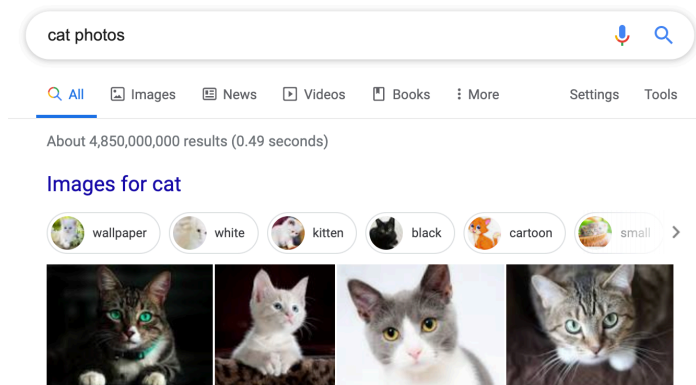 cat photos
All Images News Videos Books More Settings Tools
About 4,850,000,000 results (0.49 seconds)
Images for cat
wallpaper white kitten black cartoon small